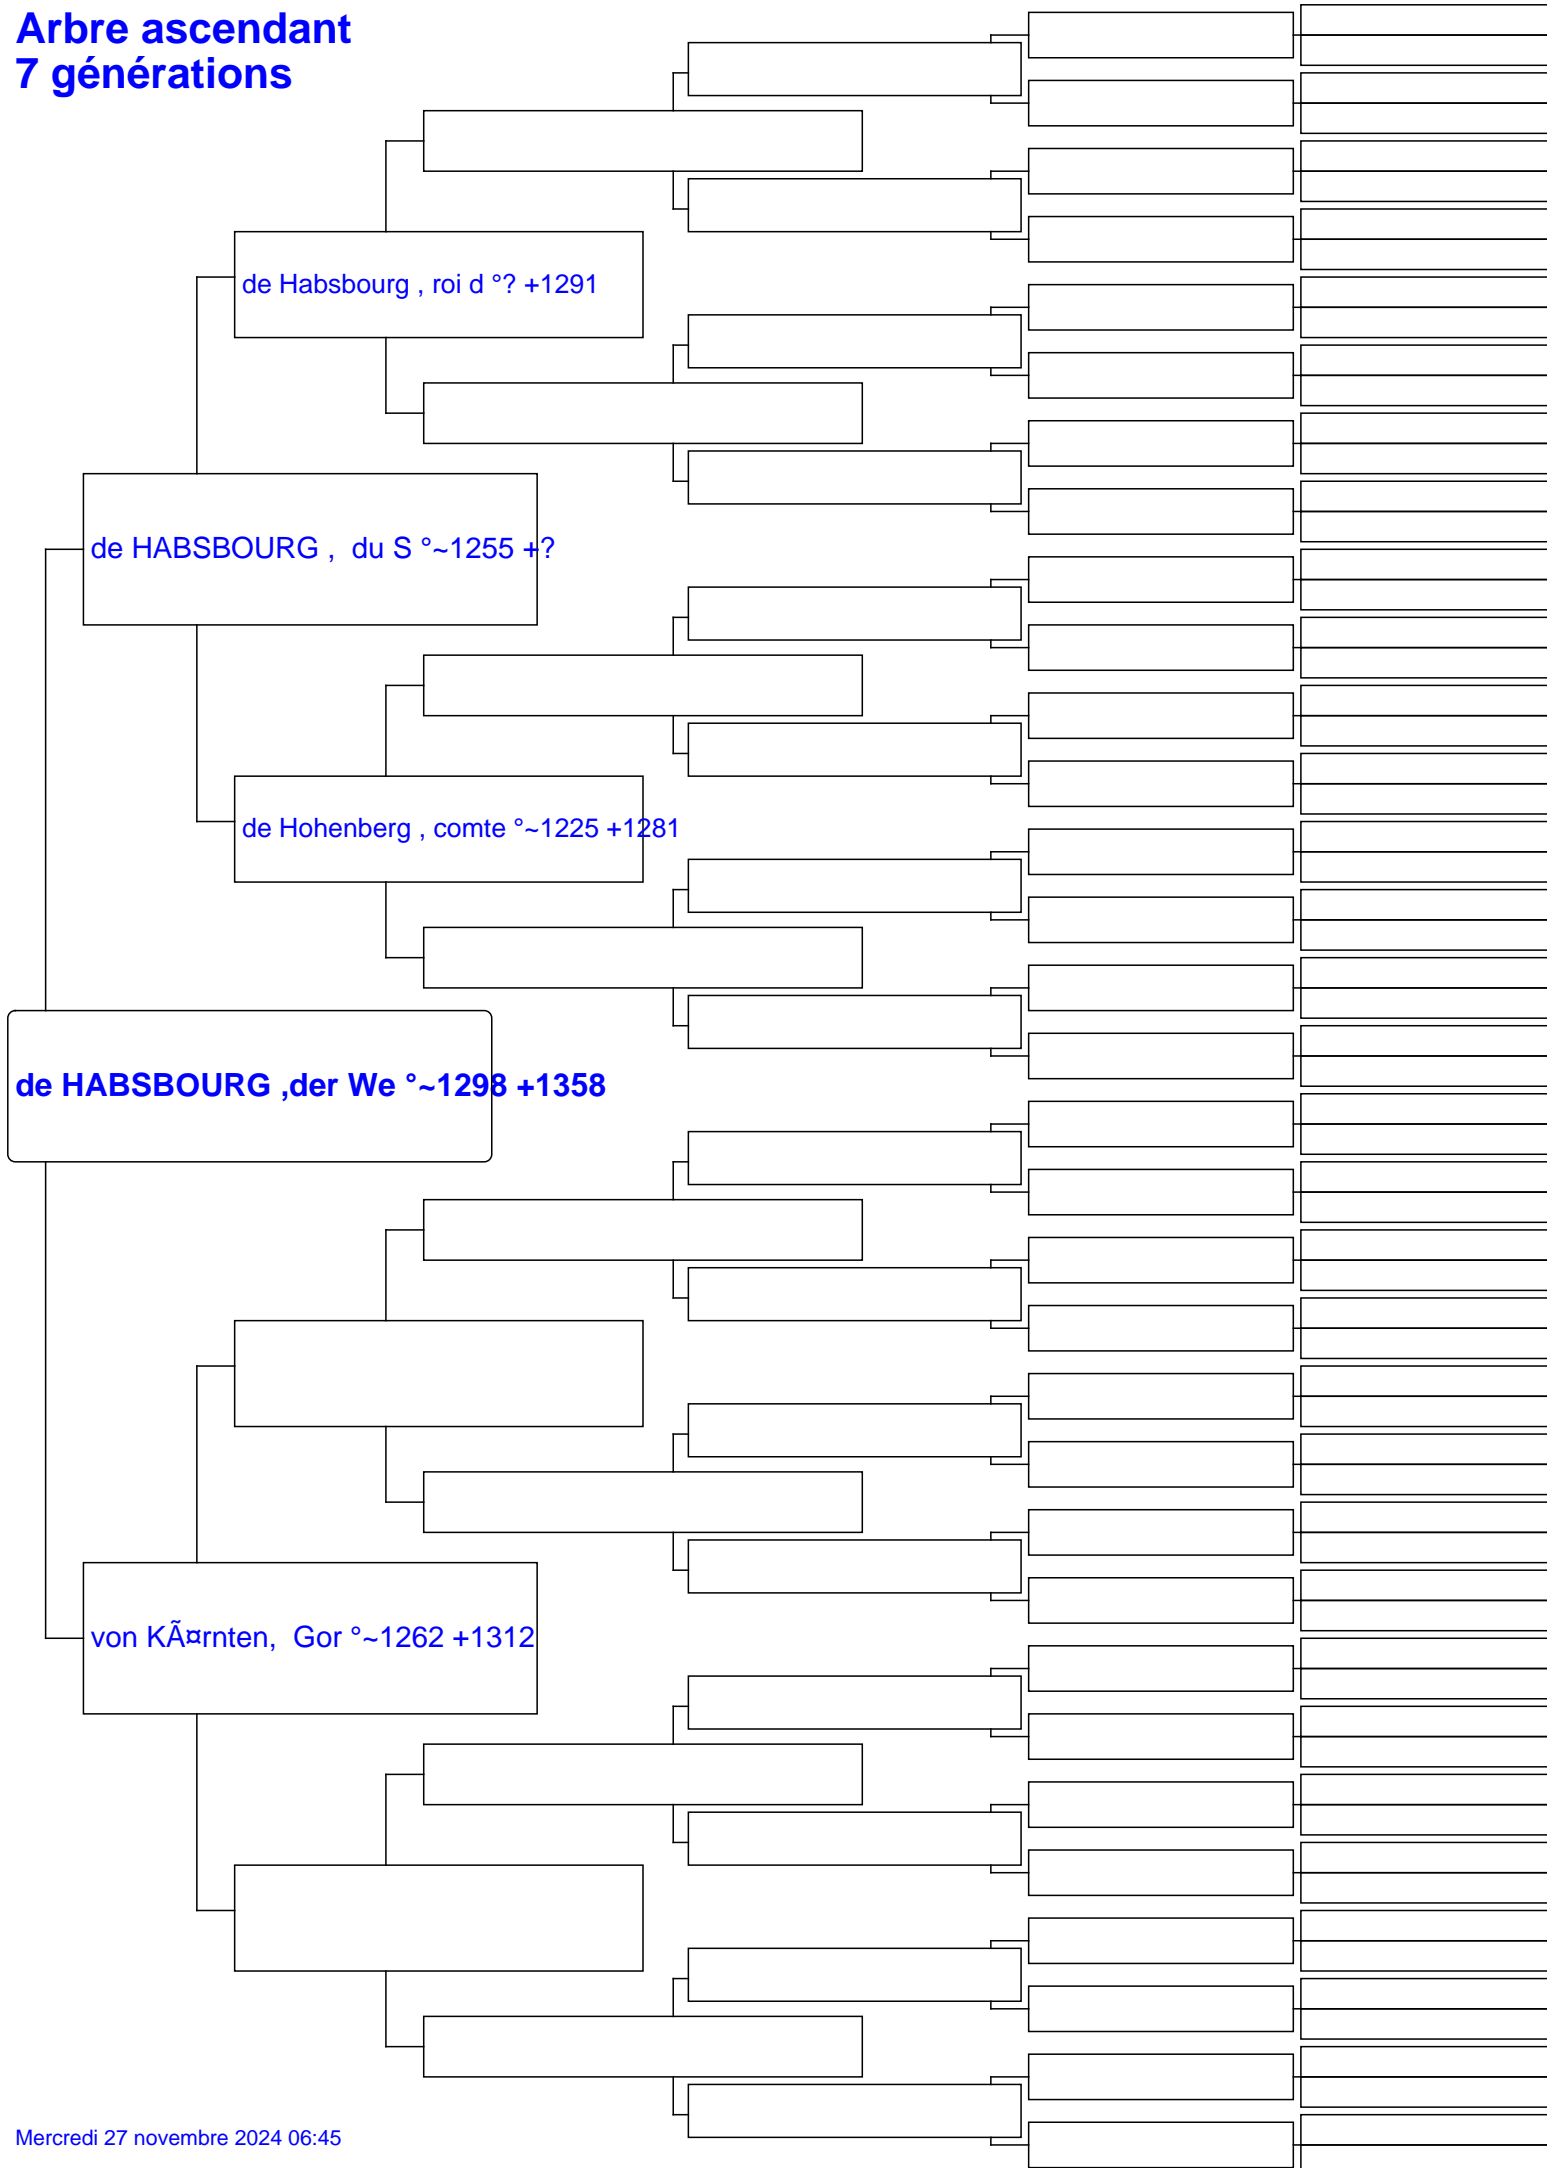 Arbre ascendant
7 générations
de Habsbourg , roi d °? +1291
de HABSBOURG ,  du S °~1255 +?
de Hohenberg , comte °~1225 +1281
de HABSBOURG ,der We °~1298 +1358
von KÃ¤rnten,  Gor °~1262 +1312
Mercredi 27 novembre 2024 06:45